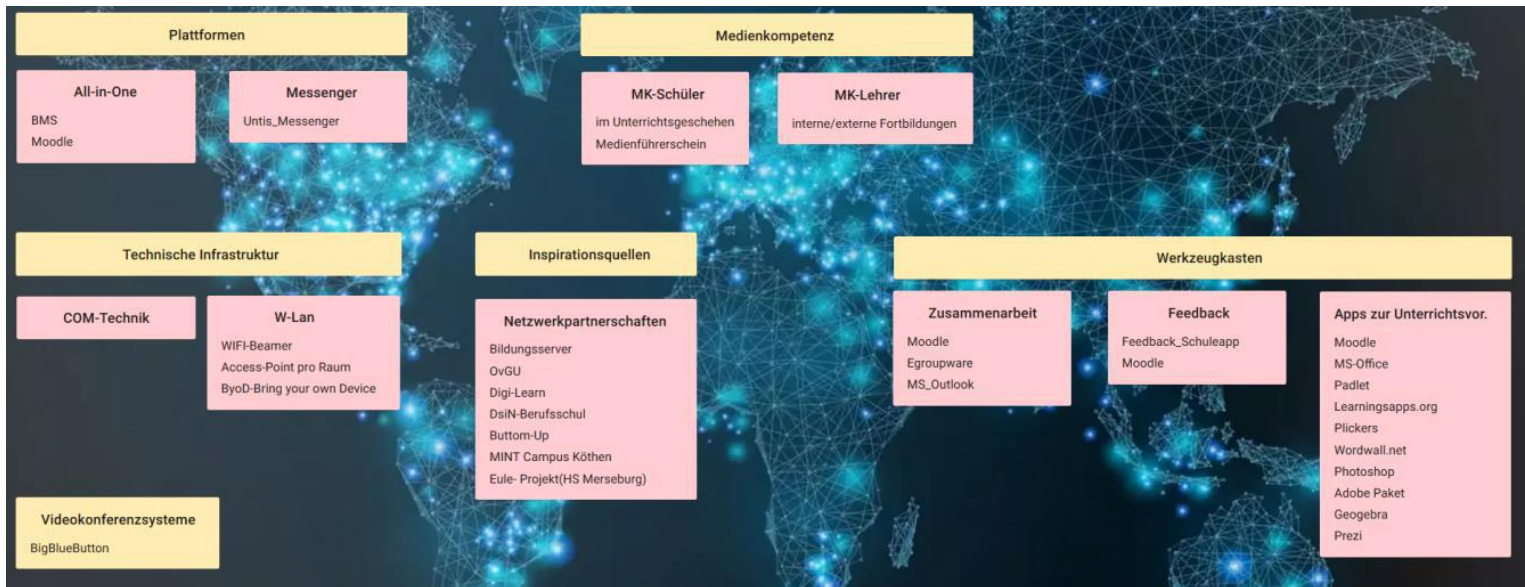 Plattformen
All-in-One
BMS
Moodle
Messenger
Untis_Messenger
Medienkompetenz
MK-Schüler
im Unterrichtsgeschehen
Medienführerschein
MK-Lehrer
interne/externe Fortbildungen
Technische Infrastruktur
COM-Technik
W-Lan
WIFI-Beamer
Access-Point pro Raum
ByoD-Bring your own Device
Inspirationsquellen
Netzwerkpartnerschaften
Bildungsserver
OvGU
Digi-Learn
DsiN-Berufsschul
Buttom-Up
MINT Campus Köthen
Eule- Projekt(HS Merseburg)
Werkzeugkasten
Zusammenarbeit
Moodle
Egroupware
MS_Outlook
Feedback
Feedback_Schuleapp
Moodle
Apps zur Unterrichtsvor.
Moodle
MS-Office
Padlet
Learningsapps.org
Plickers
Wordwall.net
Photoshop
Adobe Paket
Geogebra
Prezi
Videokonferenzsysteme
BigBlueButton